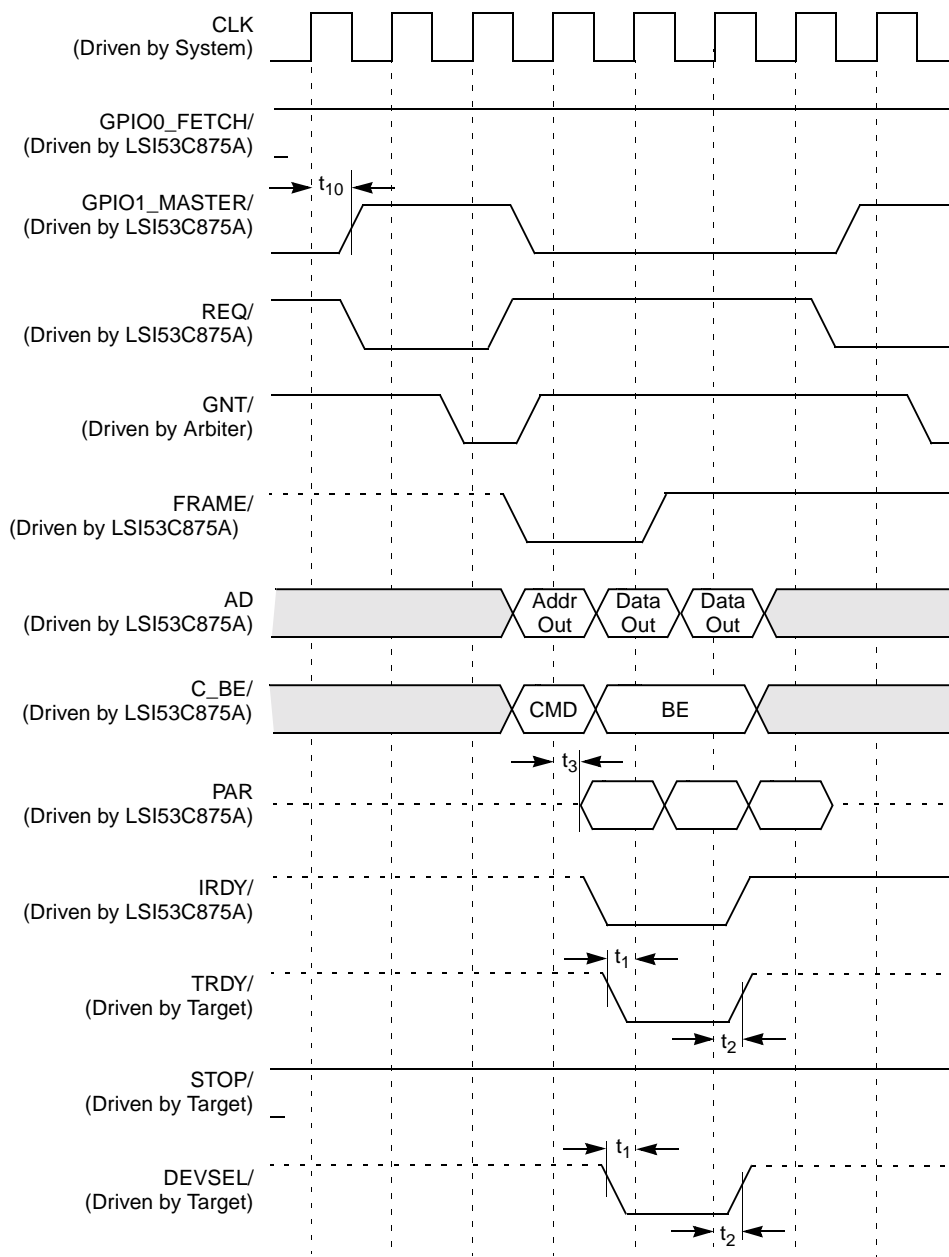 CLK
(Driven by System)
GPIO0_FETCH/
(Driven by LSI53C875A)
t10
GPIO1_MASTER/
(Driven by LSI53C875A)
REQ/
(Driven by LSI53C875A)
GNT/
(Driven by Arbiter)
FRAME/
(Driven by LSI53C875A)
AD
(Driven by LSI53C875A)
Addr
Out
Data
Out
Data
Out
C_BE/
(Driven by LSI53C875A)
CMD
BE
t3
PAR
(Driven by LSI53C875A)
IRDY/
(Driven by LSI53C875A)
t1
TRDY/
(Driven by Target)
t2
STOP/
(Driven by Target)
t1
DEVSEL/
(Driven by Target)
t2